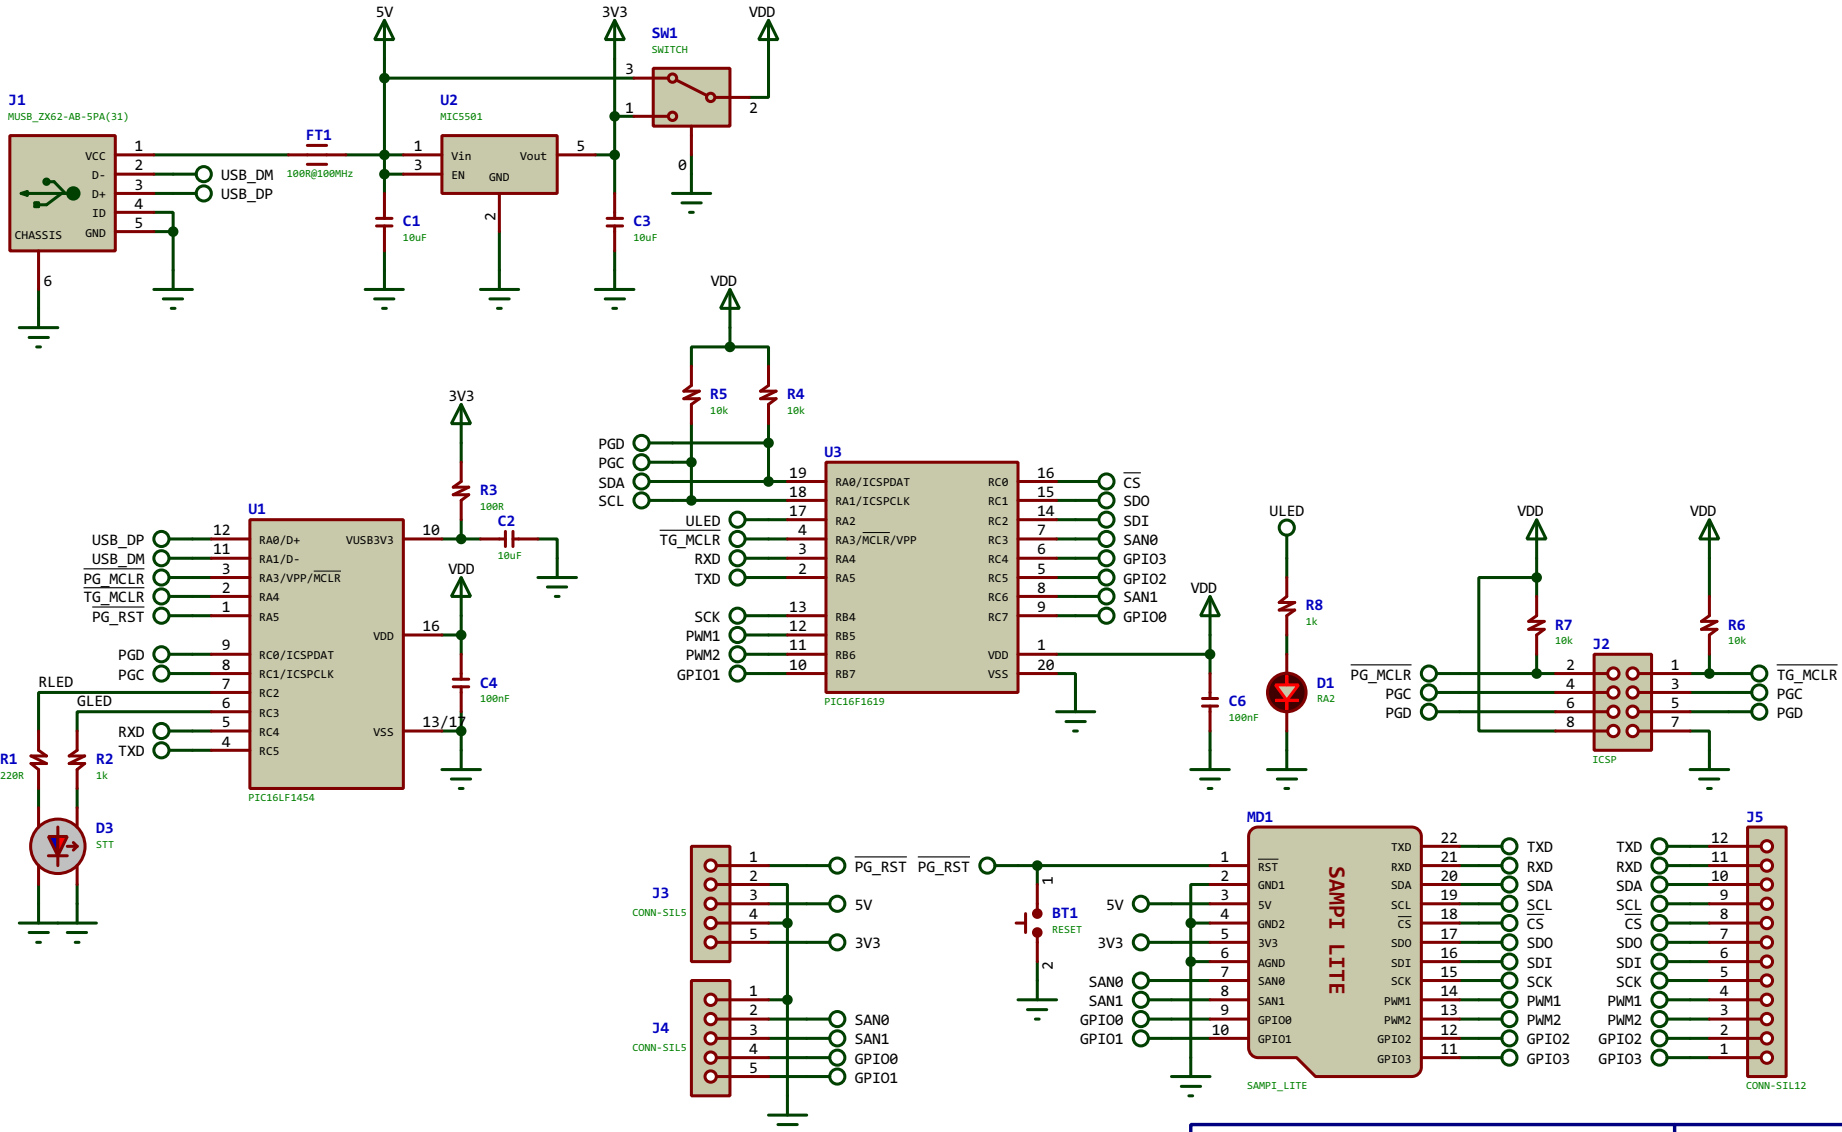 5V
3V3
VDD
SW1
SWITCH
3
1
2
0
J1
MUSB_ZX62-AB-5PA(31)
VCC 1
D- 2 USB_DM
D+ 3 USB_DP
ID 4
GND 5
CHASSIS
6
FT1
100R@100MHz
U2
MIC5501
1 Vin Vout 5
3 EN
GND
2
C1
10uF
C3
10uF
VDD
R5
10k
R4
10k
3V3
R3
100R
C2
10uF
VDD
C4
100nF
U1
USB_DP 12 RA0/D+ VUSB3V3 10
USB_DM 11 RA1/D-
PG_MCLR 3 RA3/VPP/MCLR
TG_MCLR 2 RA4
PG_RST 1 RA5
VDD 16
PGD 9 RC0/ICSPDAT
PGC 8 RC1/ICSPCLK
RLED 7 RC2
GLED 6 RC3
RXD 5 RC4 VSS 13/17
TXD 4 RC5
PIC16LF1454
R1
220R
R2
1k
D3
STT
U3
PGD
PGC
SDA 19 RA0/ICSPDAT RC0 16 CS
SCL 18 RA1/ICSPCLK RC1 15 SDO
ULED 17 RA2 RC2 14 SDI
TG_MCLR 4 RA3/MCLR/VPP RC3 7 SAN0
RXD 3 RA4 RC4 6 GPIO3
TXD 2 RA5 RC5 5 GPIO2
RC6 8 SAN1
SCK 13 RB4 RC7 9 GPIO0
PWM1 12 RB5
PWM2 11 RB6 VDD 1
GPIO1 10 RB7 VSS 20
PIC16F1619
VDD
C6
100nF
ULED
R8
1k
D1
RA2
VDD
VDD
R7
10k
R6
10k
J2
PG_MCLR 2 1 TG_MCLR
PGC 4 3 PGC
PGD 6 5 PGD
8 7
ICSP
J3
CONN-SIL5
1 PG_RST
2
3 5V
4
5 3V3
J4
CONN-SIL5
1
2 SAN0
3 SAN1
4 GPIO0
5 GPIO1
PG_RST
1
BT1
RESET
2
MD1
SAMPI LITE
TXD 22 TXD
1 RST RXD 21 RXD
2 GND1 SDA 20 SDA
5V 3 5V SCL 19 SCL
4 GND2 CS 18 CS
3V3 5 3V3 SDO 17 SDO
6 AGND SDI 16 SDI
SAN0 7 SAN0 SCK 15 SCK
SAN1 8 SAN1 PWM1 14 PWM1
GPIO0 9 GPIO0 PWM2 13 PWM2
GPIO1 10 GPIO1 GPIO2 12 GPIO2
GPIO3 11 GPIO3
SAMPI_LITE
J5
TXD 12
RXD 11
SDA 10
SCL 9
CS 8
SDO 7
SDI 6
SCK 5
PWM1 4
PWM2 3
GPIO2 2
GPIO3 1
CONN-SIL12